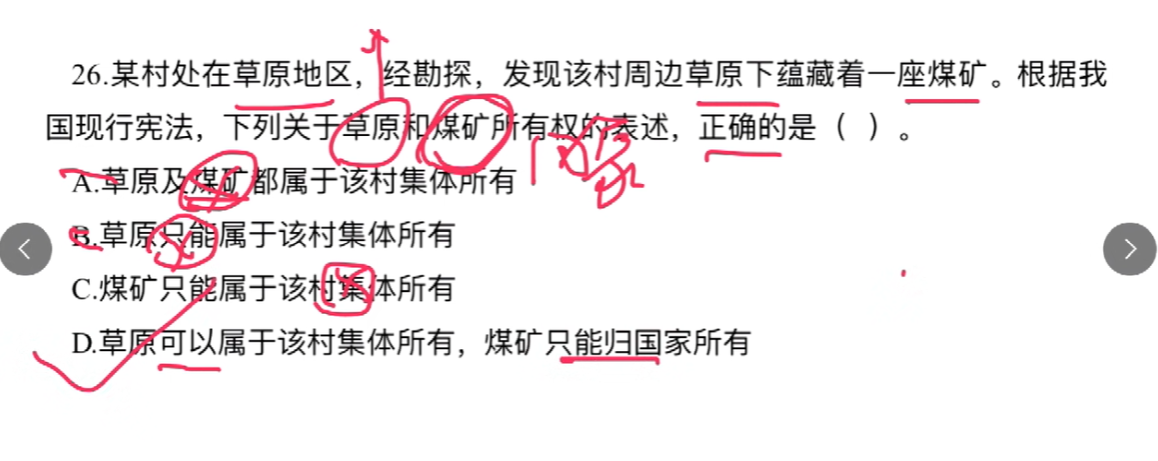 26.某村处在草原地区，经勘探，发现该村周边草原下蕴藏着一座煤矿。根据我
国现行宪法，下列关于草原和煤矿所有权的表述，正确的是（ ）。
A.草原及煤矿都属于该村集体所有
B.草原只能属于该村集体所有
C.煤矿只能属于该村集体所有
D.草原可以属于该村集体所有，煤矿只能归国家所有